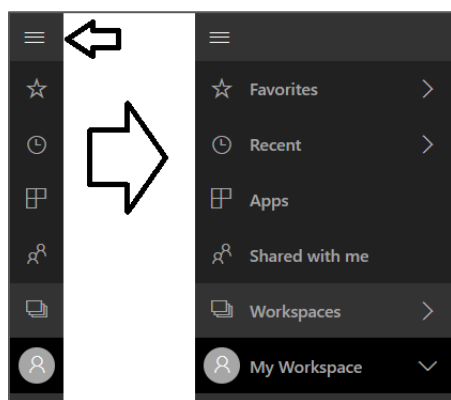 Favorites
Recent
Apps
Shared with me
Workspaces
My Workspace